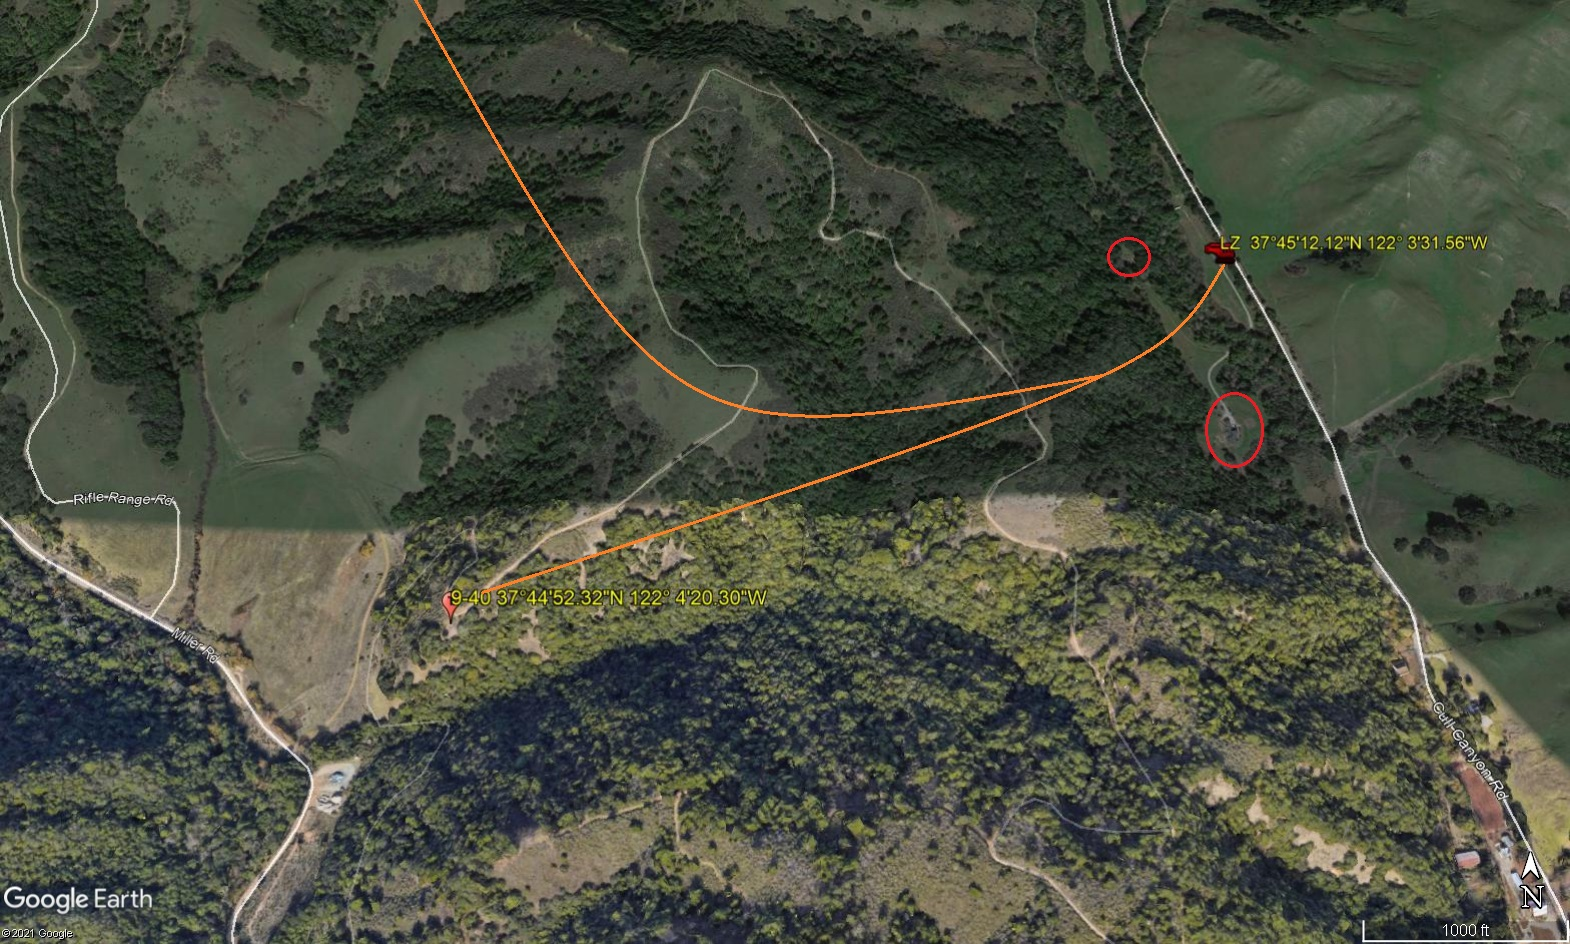 LZ 37°45'12.12"N 122° 3'31.56"W
Rifle Range Rd
9-40 37°44'52.32"N 122° 4'20.30"W
Miller Rd
Cull Canyon Rd
Google Earth
N
©2021 Google
1000 ft